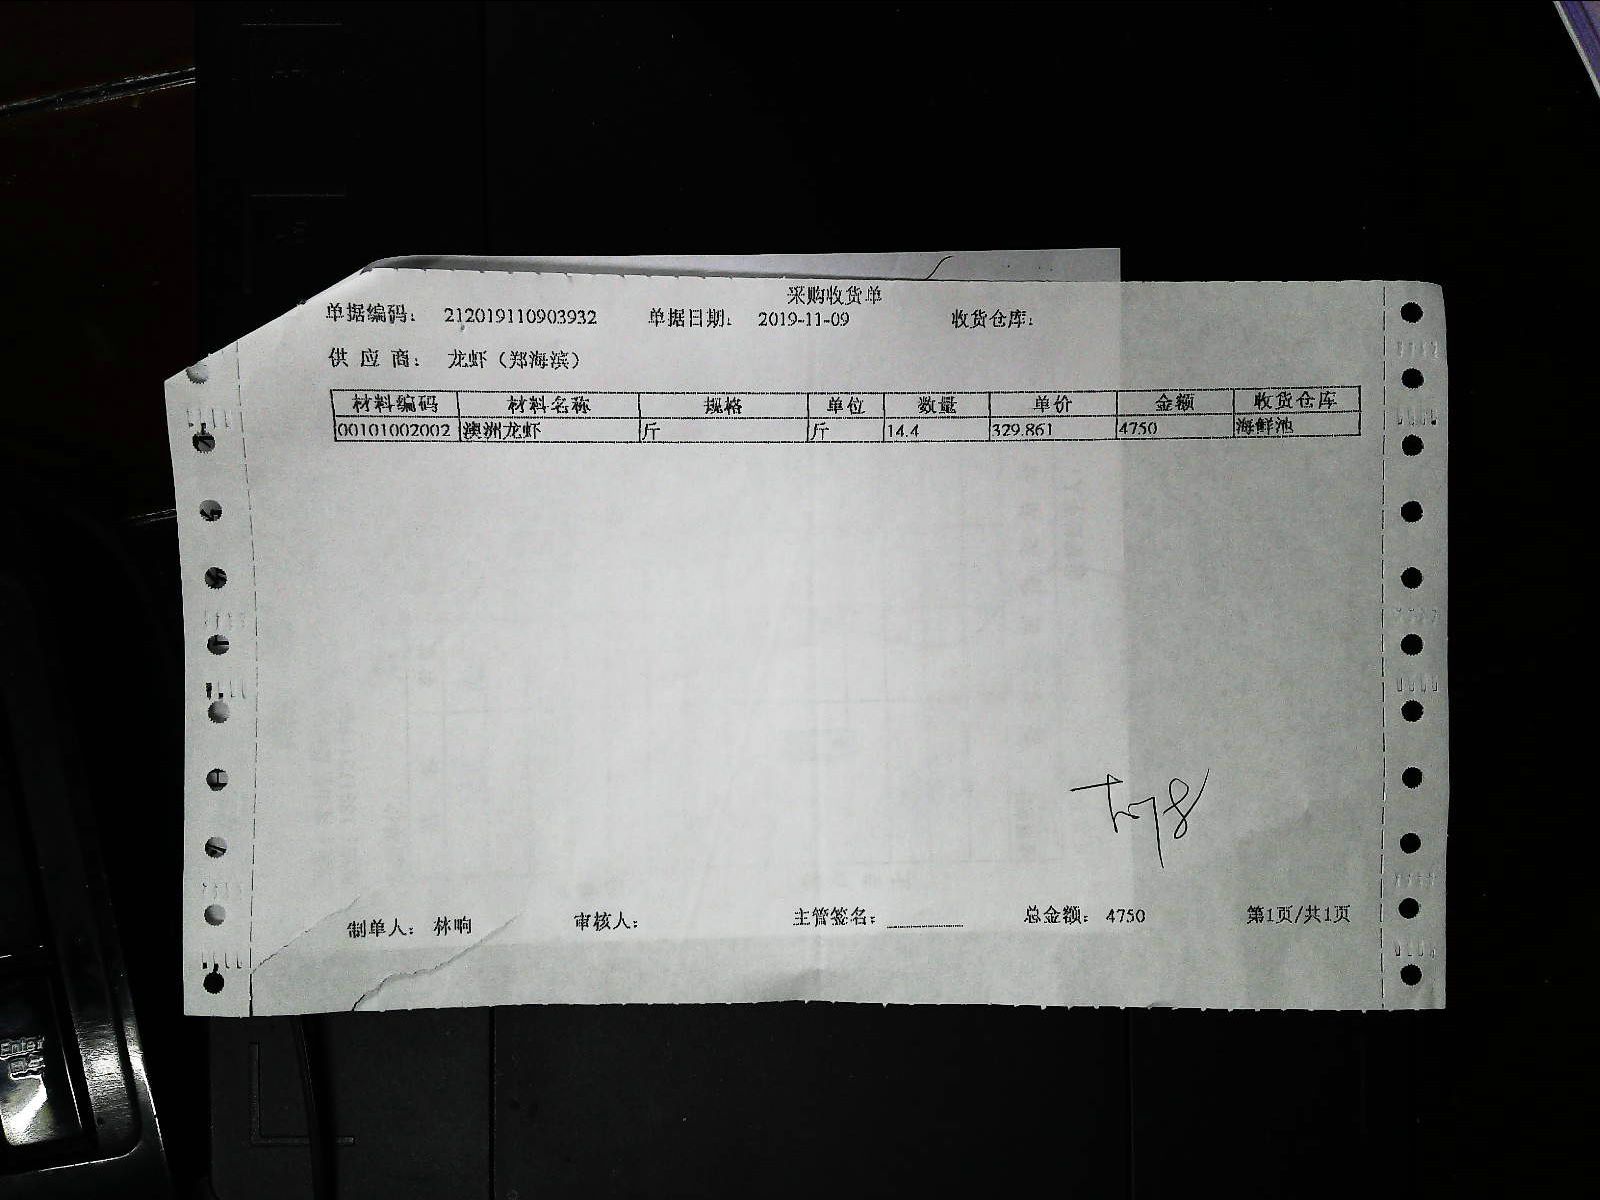 采购收货单
单据编码： 212019110903932 单据日期： 2019-11-09 收货仓库：
供应商： 龙虾（郑海滨）
材料编码 材料名称 规格 单位 数量 单价 金额 收货仓库
00101002002 澳洲龙虾 斤 斤 14.4 329.861 4750 海鲜池
制单人： 林响 审核人： 主管签名： 总金额： 4750 第1页/共1页